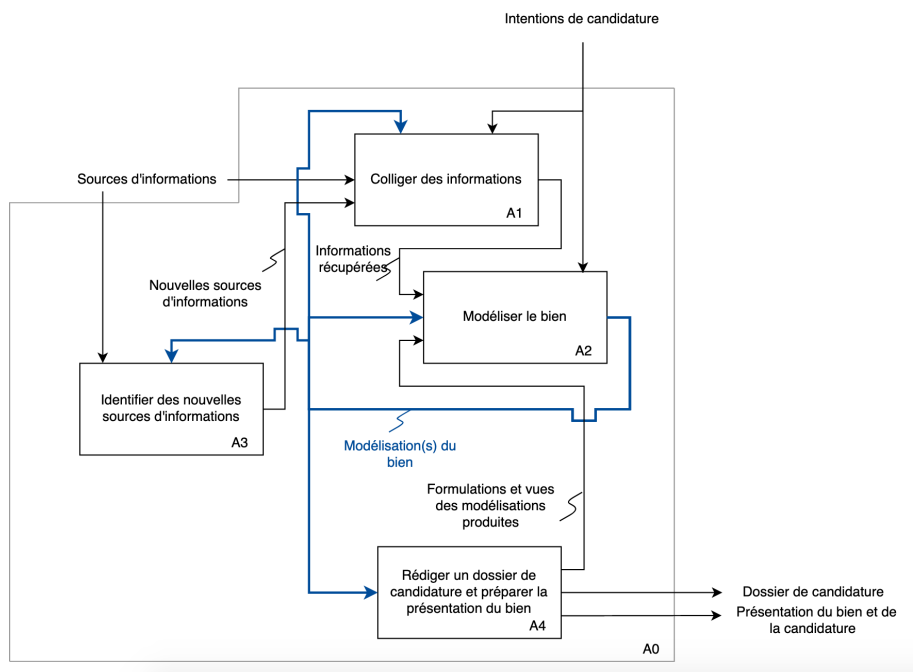 Intentions de candidature
Sources d'informations
Colliger des informations
A1
Informations
récupérées
Nouvelles sources
d'informations
Modéliser le bien
A2
Identifier des nouvelles
sources d'informations
A3
Modélisation(s) du
bien
Formulations et vues
des modélisations
produites
Rédiger un dossier de
candidature et préparer la
présentation du bien
A4
Dossier de candidature
Présentation du bien et de
la candidature
A0